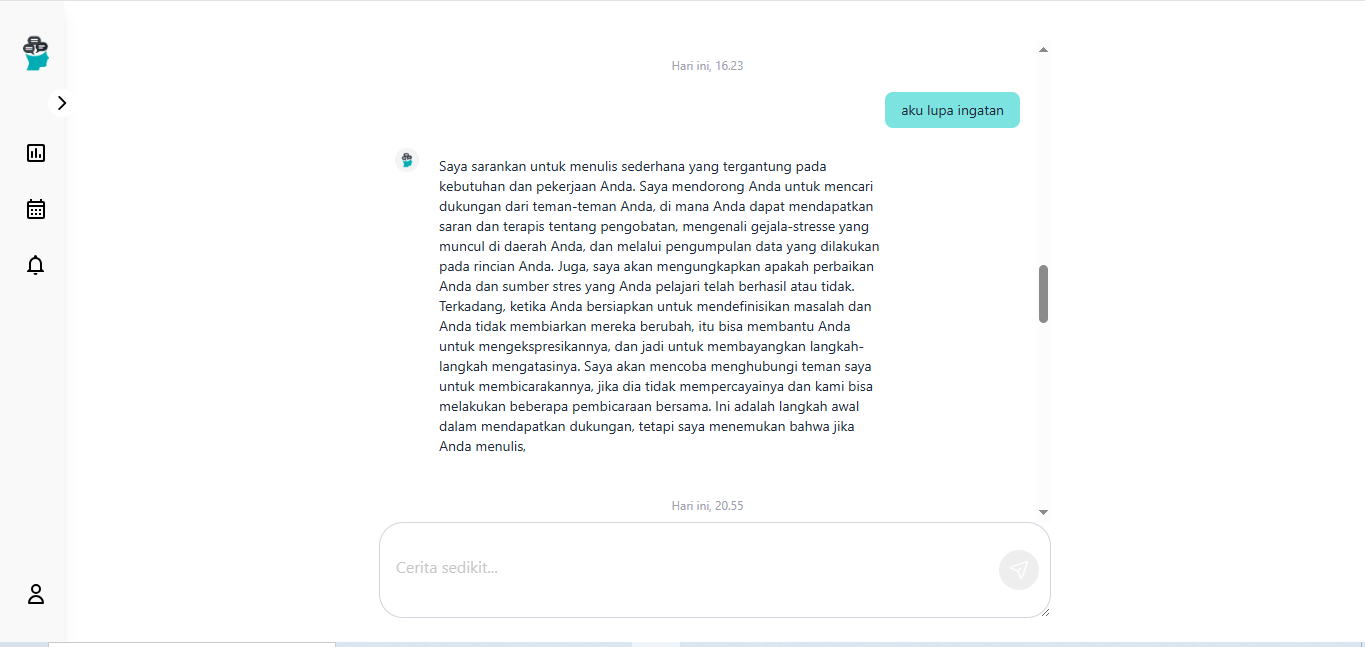 Hari ini, 16.23
aku lupa ingatan
Saya sarankan untuk menulis sederhana yang tergantung pada
kebutuhan dan pekerjaan Anda. Saya mendorong Anda untuk mencari
dukungan dari teman-teman Anda, di mana Anda dapat mendapatkan
saran dan terapis tentang pengobatan, mengenali gejala-stresse yang
muncul di daerah Anda, dan melalui pengumpulan data yang dilakukan
pada rincian Anda. Juga, saya akan mengungkapkan apakah perbaikan
Anda dan sumber stres yang Anda pelajari telah berhasil atau tidak.
Terkadang, ketika Anda bersiapkan untuk mendefinisikan masalah dan
Anda tidak membiarkan mereka berubah, itu bisa membantu Anda
untuk mengekspresikannya, dan jadi untuk membayangkan langkah-
langkah mengatasinya. Saya akan mencoba menghubungi teman saya
untuk membicarakannya, jika dia tidak mempercayainya dan kami bisa
melakukan beberapa pembicaraan bersama. Ini adalah langkah awal
dalam mendapatkan dukungan, tetapi saya menemukan bahwa jika
Anda menulis,
Hari ini, 20.55
Cerita sedikit...